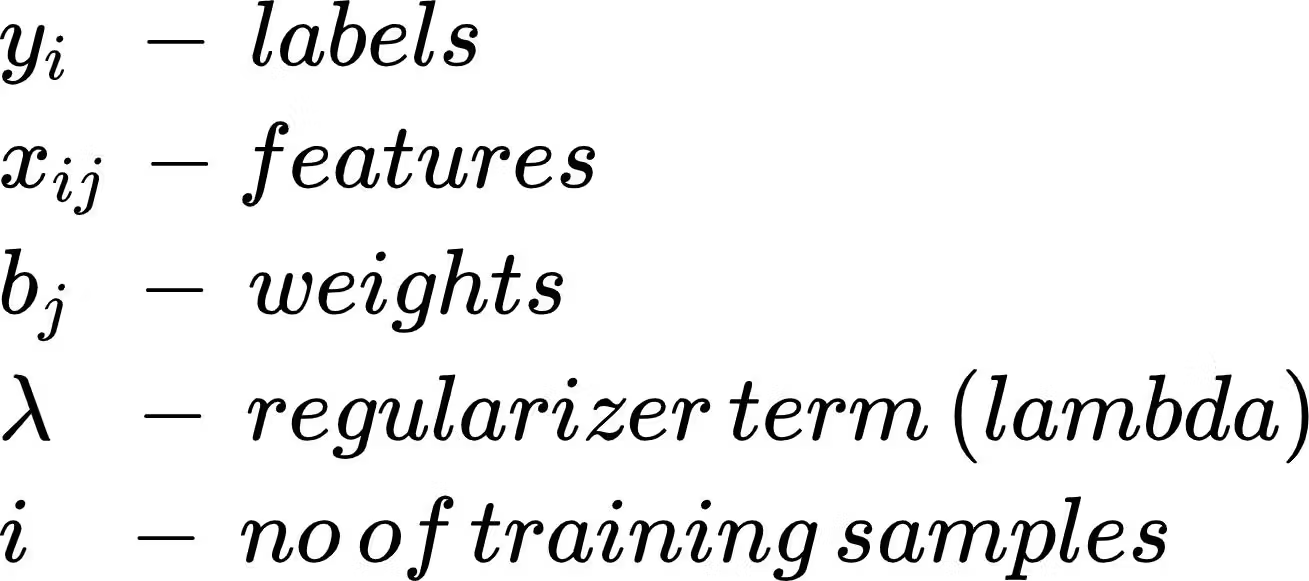 yᵢ − labels
xᵢⱼ − features
bⱼ − weights
λ − regularizer term (lambda)
i − no of training samples